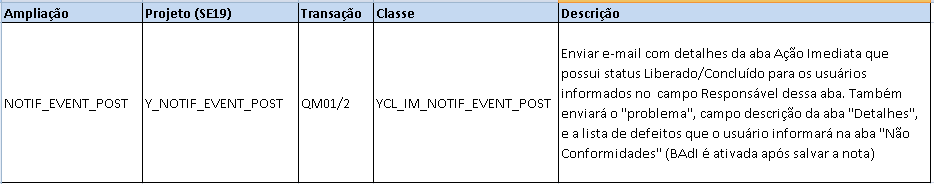 Ampliação Projeto (SE19) Transação Classe Descrição
Enviar e-mail com detalhes da aba Ação Imediata que
possui status Liberado/Concluído para os usuários
informados no campo Responsável dessa aba. Também
NOTIF_EVENT_POST Y_NOTIF_EVENT_POST QM01/2 YCL_IM_NOTIF_EVENT_POST
enviará o "problema", campo descrição da aba "Detalhes",
e a lista de defeitos que o usuário informará na aba "Não
Conformidades" (BAdI é ativada após salvar a nota)